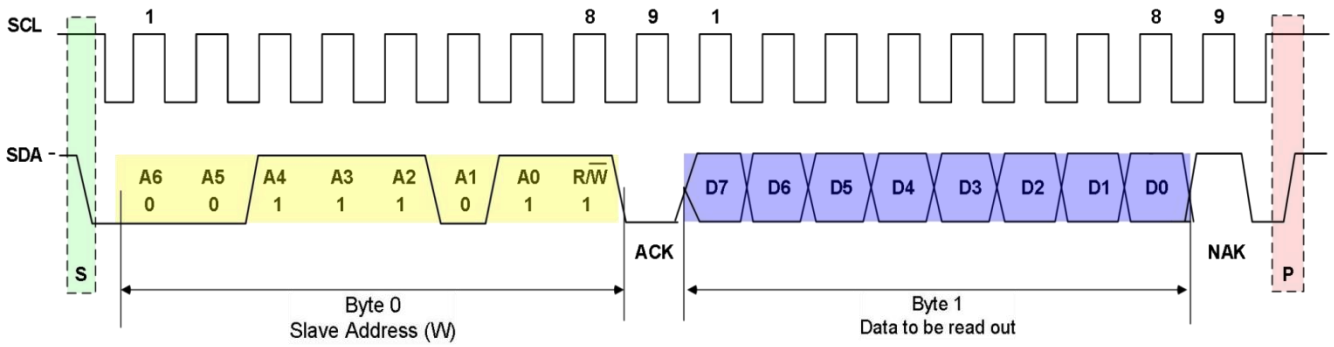 1 8 9 1 8 9
SCL
SDA
A6 A5 A4 A3 A2 A1 A0 R/W̅ D7 D6 D5 D4 D3 D2 D1 D0
0 0 1 1 1 0 1 1
S ACK NAK P
Byte 0 Byte 1
Slave Address (W) Data to be read out